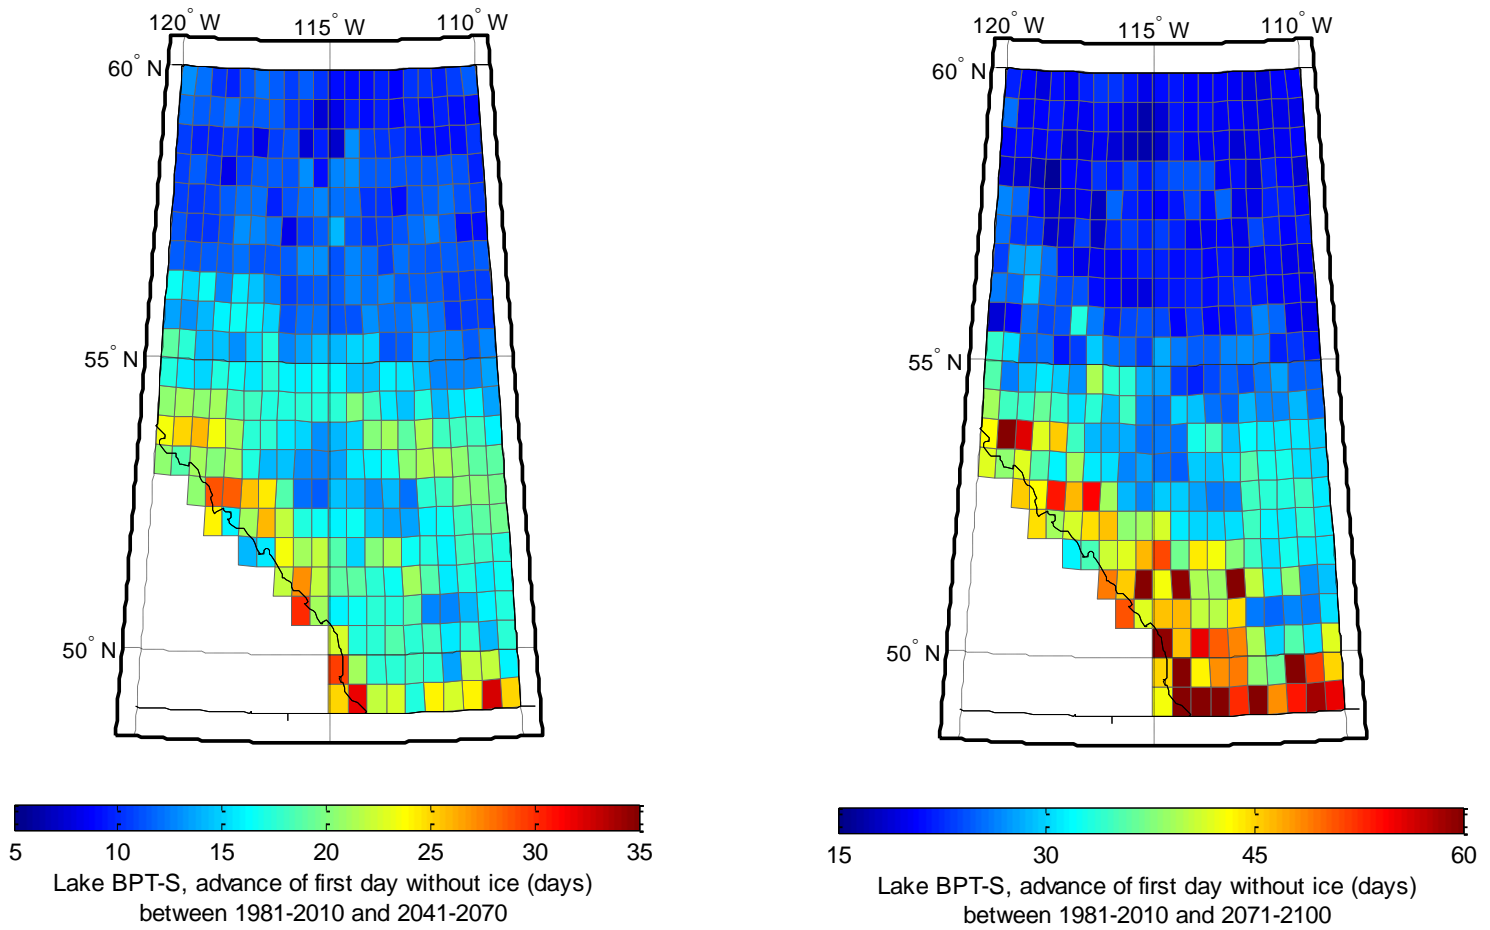 120° W
115° W
110° W
60° N
55° N
50° N
5 10 15 20 25 30 35
Lake BPT-S, advance of first day without ice (days)
between 1981-2010 and 2041-2070
120° W
115° W
110° W
60° N
55° N
50° N
15 30 45 60
Lake BPT-S, advance of first day without ice (days)
between 1981-2010 and 2071-2100